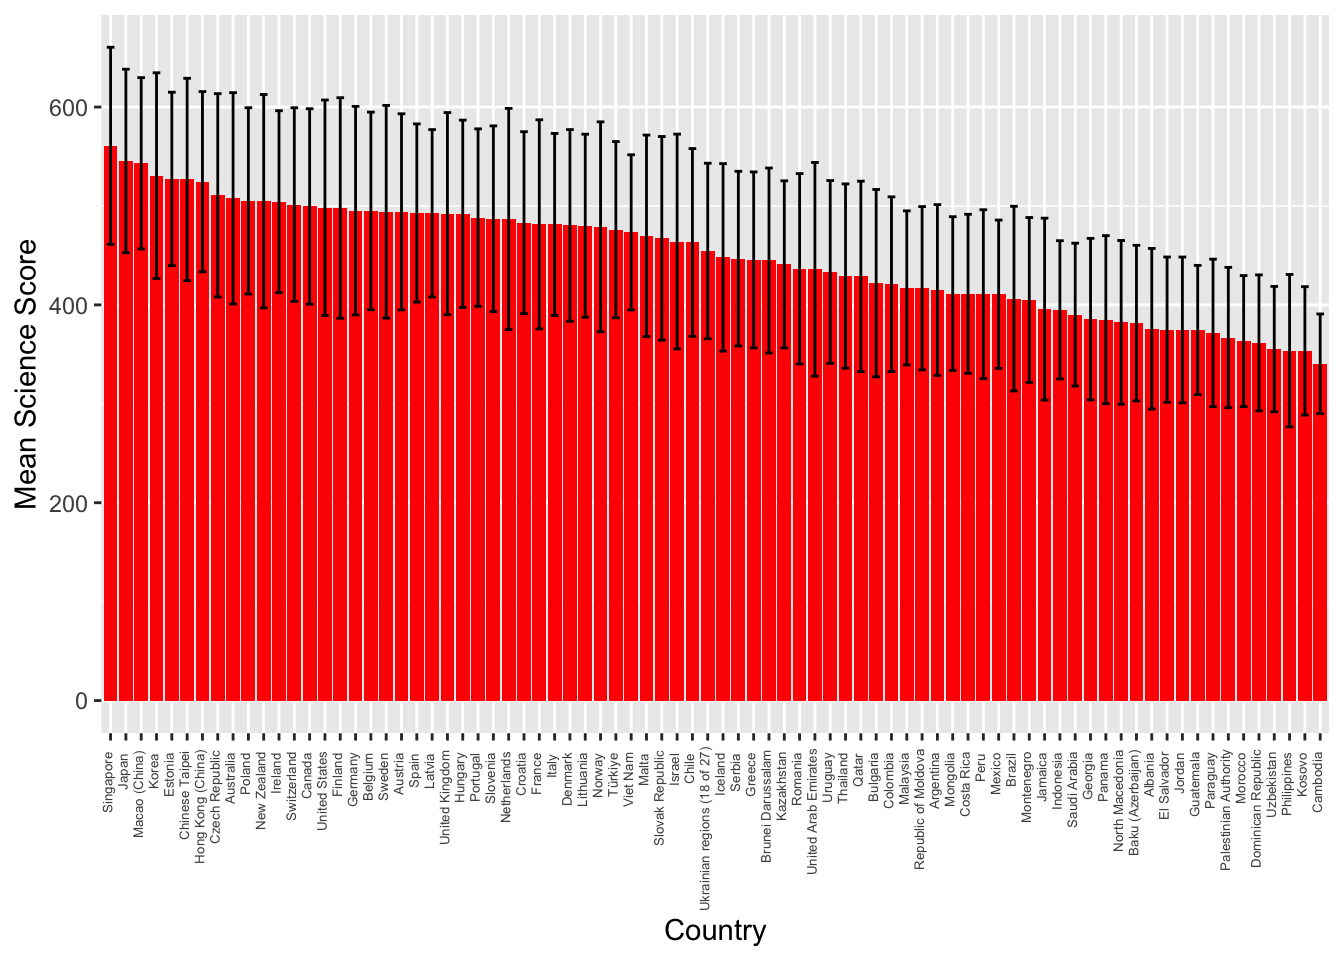 Mean Science Score
600
400
200
0
Singapore
Japan
Macao (China)
Korea
Estonia
Chinese Taipei
Hong Kong (China)
Czech Republic
Australia
Poland
New Zealand
Ireland
Switzerland
Canada
United States
Finland
Germany
Belgium
Sweden
Austria
Spain
Latvia
United Kingdom
Hungary
Portugal
Slovenia
Netherlands
Croatia
France
Italy
Denmark
Lithuania
Norway
Türkiye
Viet Nam
Malta
Slovak Republic
Israel
Chile
Ukrainian regions (18 of 27)
Iceland
Serbia
Greece
Brunei Darussalam
Kazakhstan
Romania
United Arab Emirates
Uruguay
Thailand
Qatar
Bulgaria
Colombia
Malaysia
Republic of Moldova
Argentina
Mongolia
Costa Rica
Peru
Mexico
Brazil
Montenegro
Jamaica
Indonesia
Saudi Arabia
Georgia
Panama
North Macedonia
Baku (Azerbaijan)
Albania
El Salvador
Jordan
Guatemala
Paraguay
Palestinian Authority
Morocco
Dominican Republic
Uzbekistan
Philippines
Kosovo
Cambodia
Country